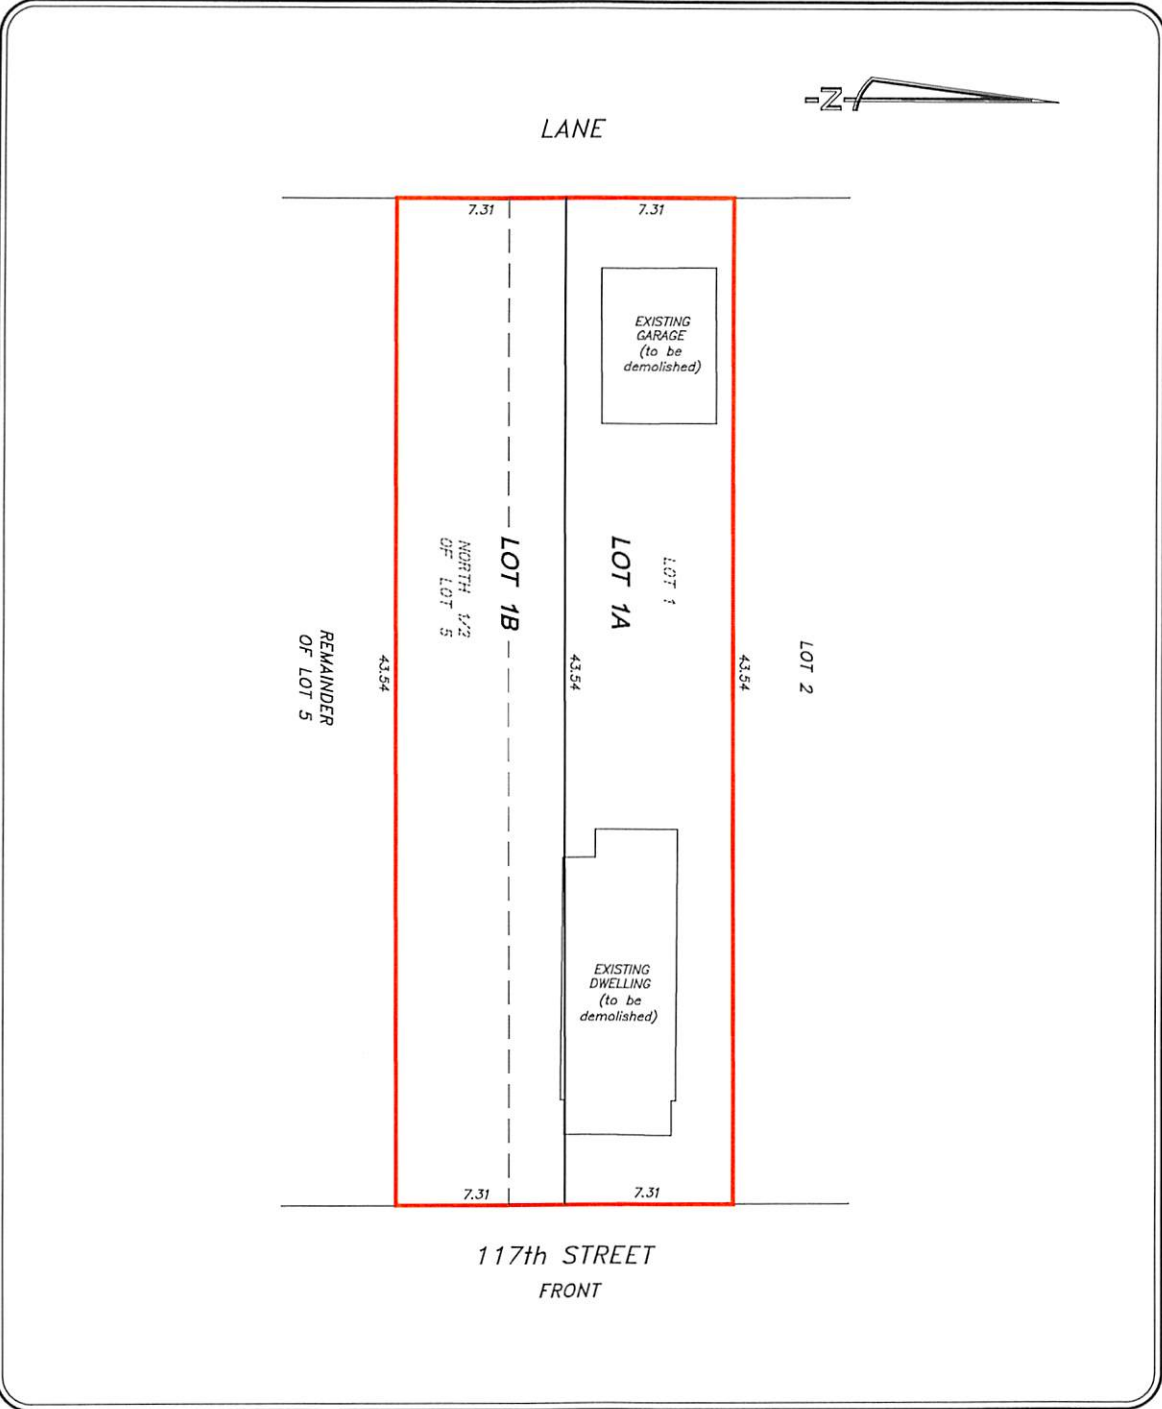 N
LANE
7.31
7.31
EXISTING
GARAGE
(to be
demolished)
LOT 1
LOT 1A
LOT 1B
NORTH 1/2
OF LOT 5
LOT 2
43.54
43.54
43.54
REMAINDER
OF LOT 5
EXISTING
DWELLING
(to be
demolished)
7.31
7.31
117th STREET
FRONT